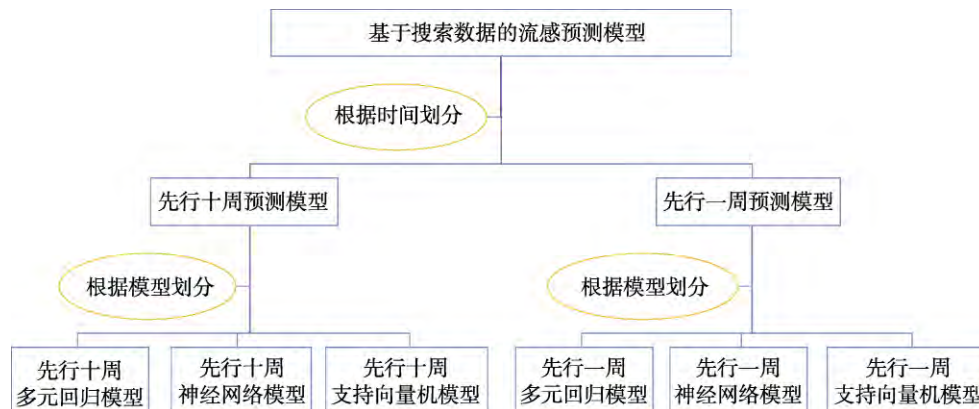 基于搜索数据的流感预测模型
根据时间划分
先行十周预测模型
先行一周预测模型
根据模型划分
根据模型划分
先行十周
多元回归模型
先行十周
神经网络模型
先行十周
支持向量机模型
先行一周
多元回归模型
先行一周
神经网络模型
先行一周
支持向量机模型